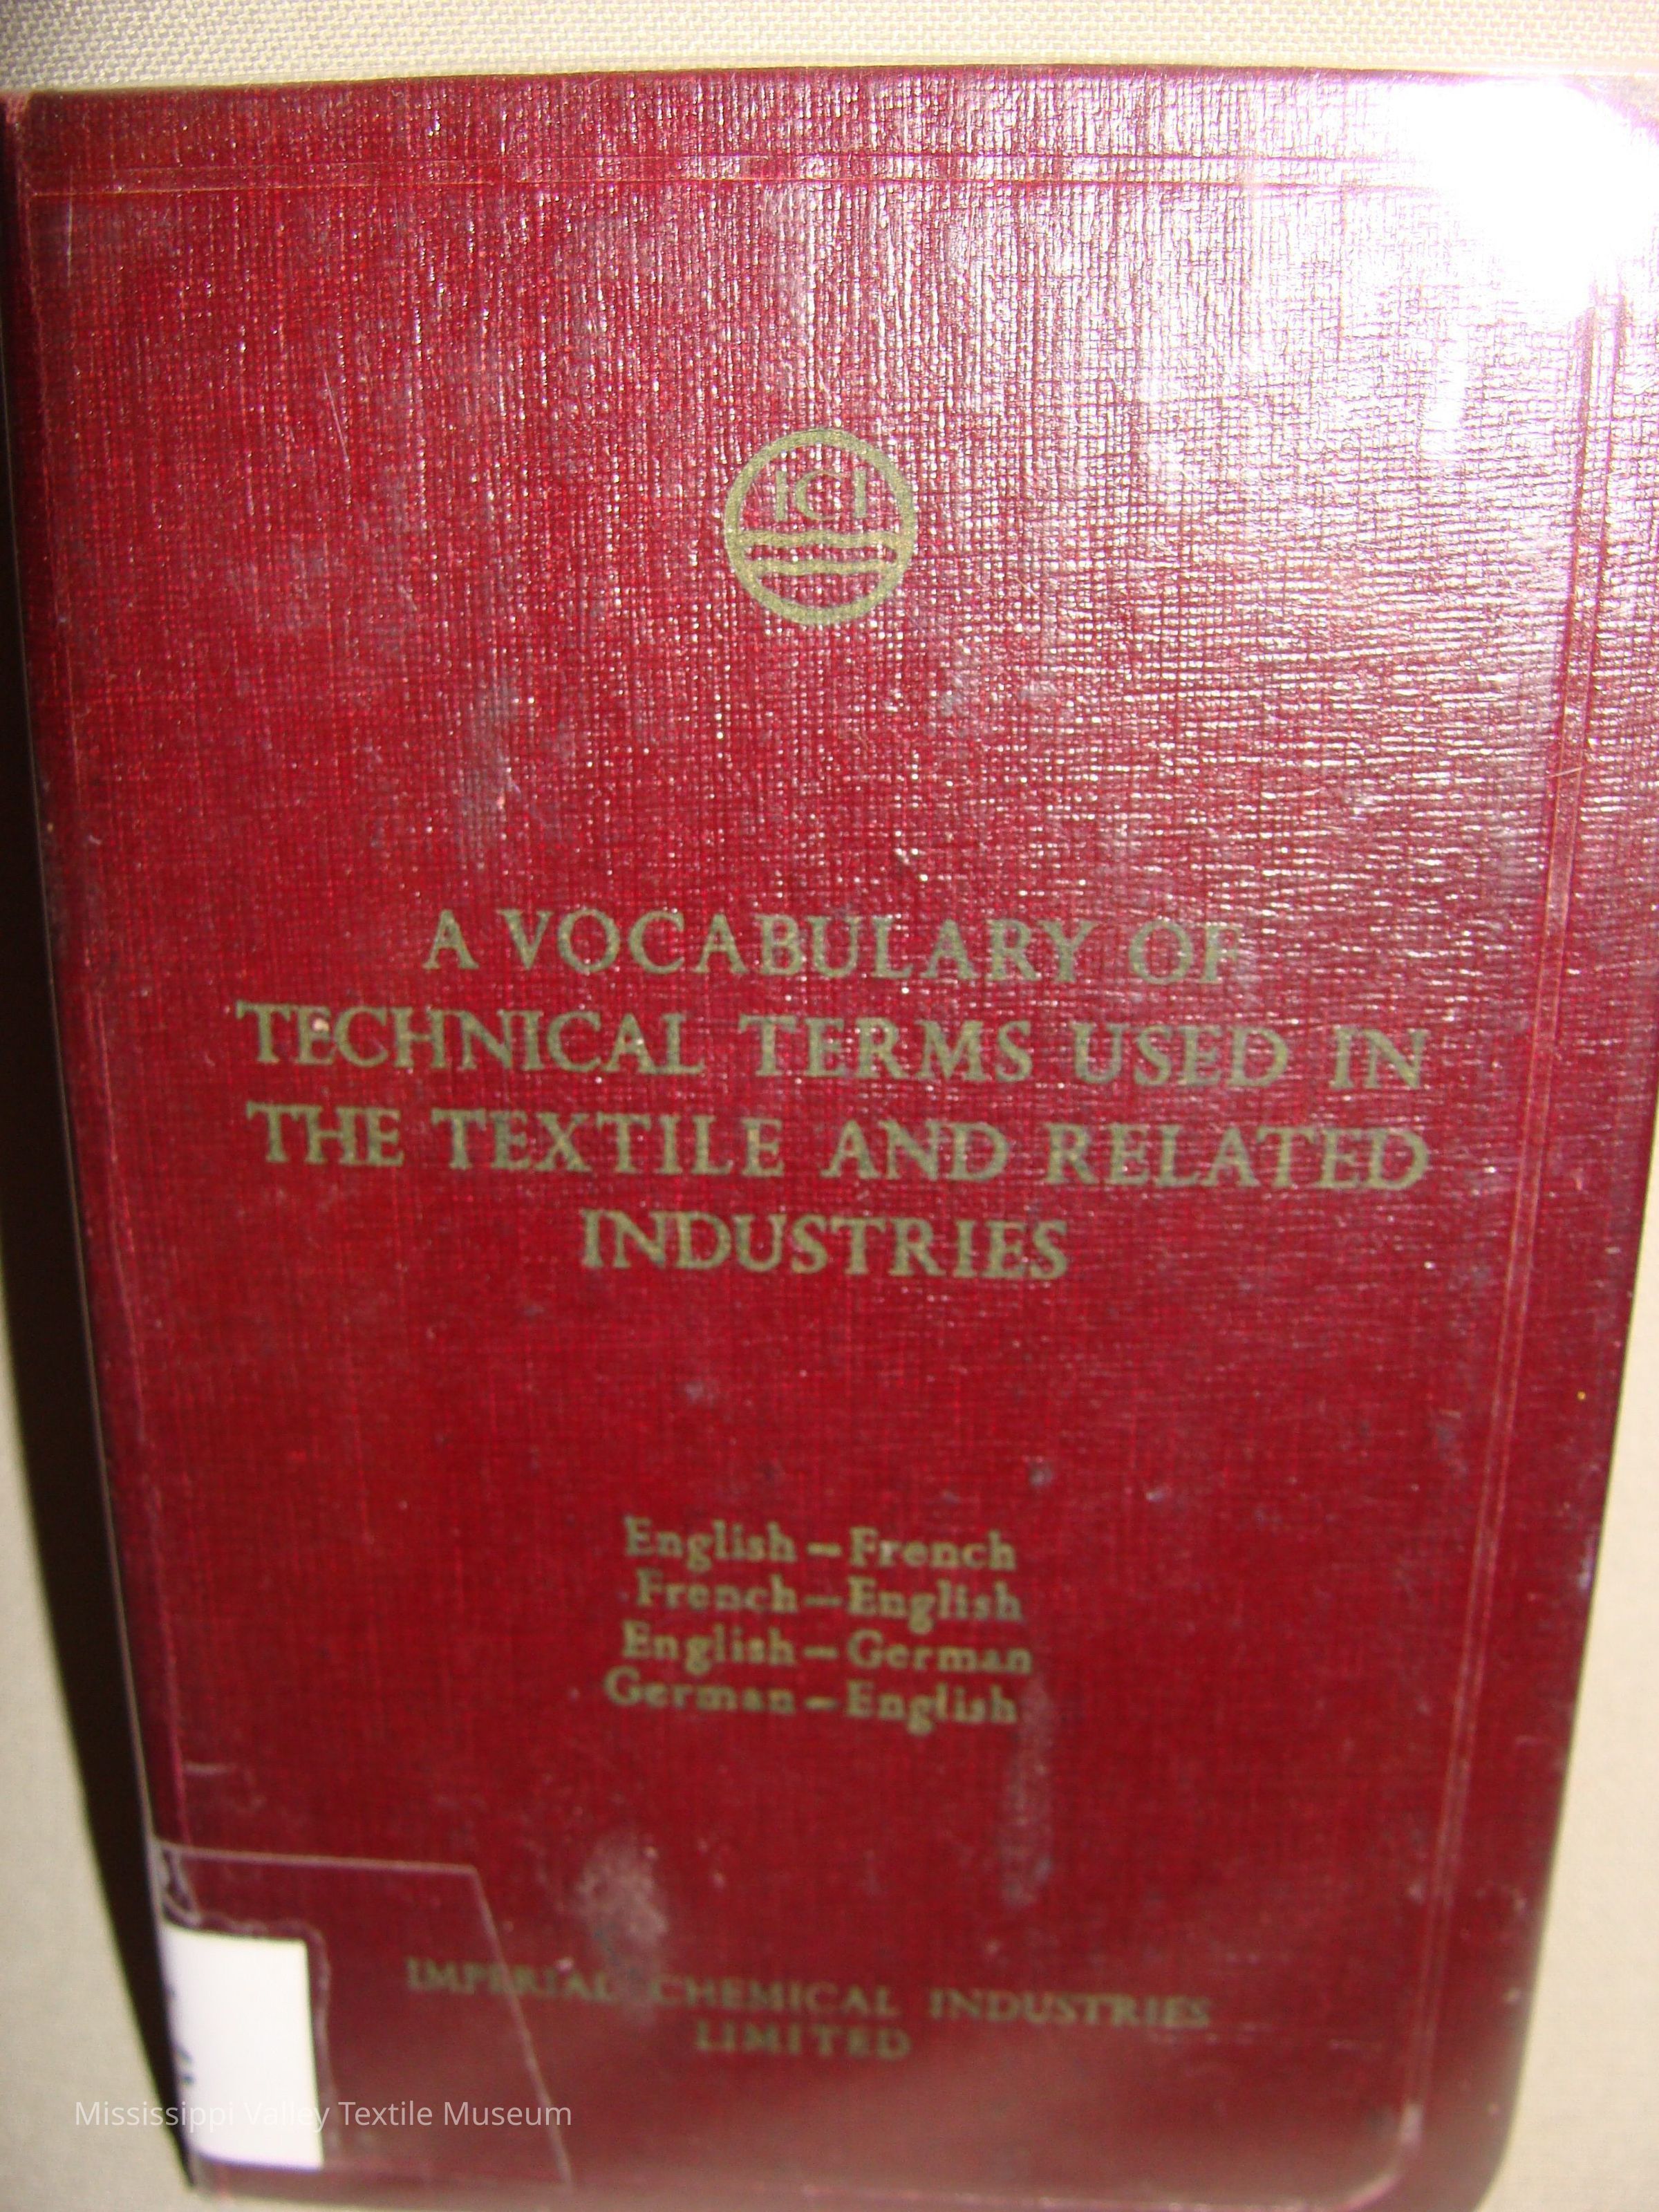 ICI
A VOCABULARY OF
TECHNICAL TERMS USED IN
THE TEXTILE AND RELATED
INDUSTRIES
English – French
French – English
English – German
German – English
IMPERIAL CHEMICAL INDUSTRIES
LIMITED
Mississippi Valley Textile Museum